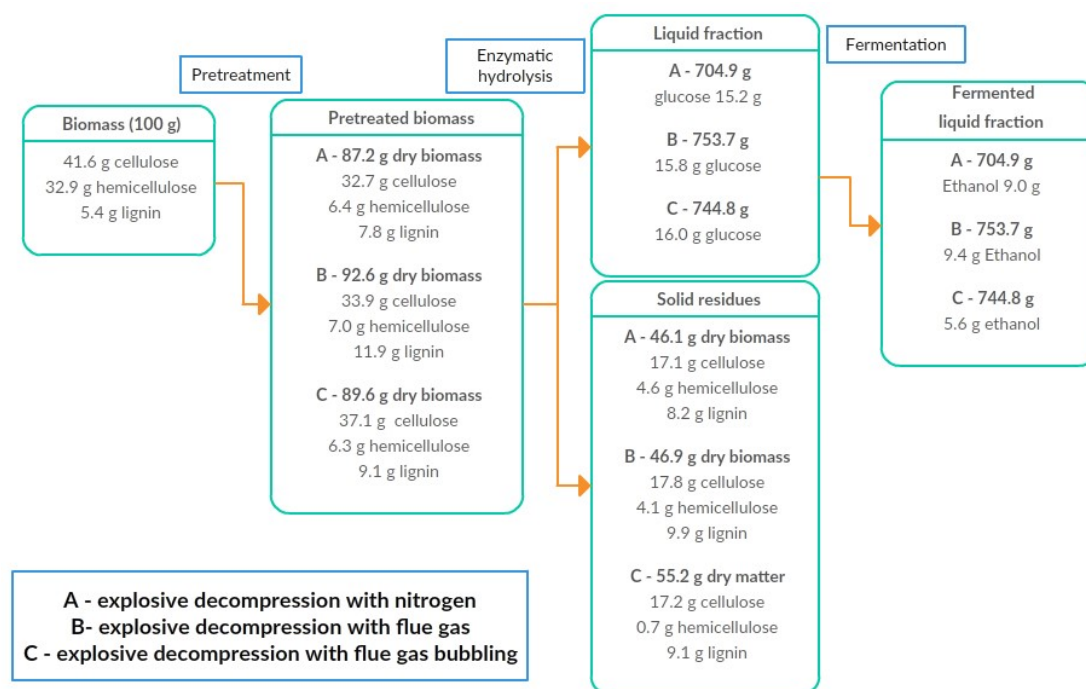 Pretreatment
Enzymatic
hydrolysis
Fermentation
Biomass (100 g)
41.6 g cellulose
32.9 g hemicellulose
5.4 g lignin
Pretreated biomass
A - 87.2 g dry biomass
32.7 g cellulose
6.4 g hemicellulose
7.8 g lignin
B - 92.6 g dry biomass
33.9 g cellulose
7.0 g hemicellulose
11.9 g lignin
C - 89.6 g dry biomass
37.1 g cellulose
6.3 g hemicellulose
9.1 g lignin
Liquid fraction
A - 704.9 g
glucose 15.2 g
B - 753.7 g
15.8 g glucose
C - 744.8 g
16.0 g glucose
Solid residues
A - 46.1 g dry biomass
17.1 g cellulose
4.6 g hemicellulose
8.2 g lignin
B - 46.9 g dry biomass
17.8 g cellulose
4.1 g hemicellulose
9.9 g lignin
C - 55.2 g dry matter
17.2 g cellulose
0.7 g hemicellulose
9.1 g lignin
Fermented
liquid fraction
A - 704.9 g
Ethanol 9.0 g
B - 753.7 g
9.4 g Ethanol
C - 744.8 g
5.6 g ethanol
A - explosive decompression with nitrogen
B- explosive decompression with flue gas
C - explosive decompression with flue gas bubbling